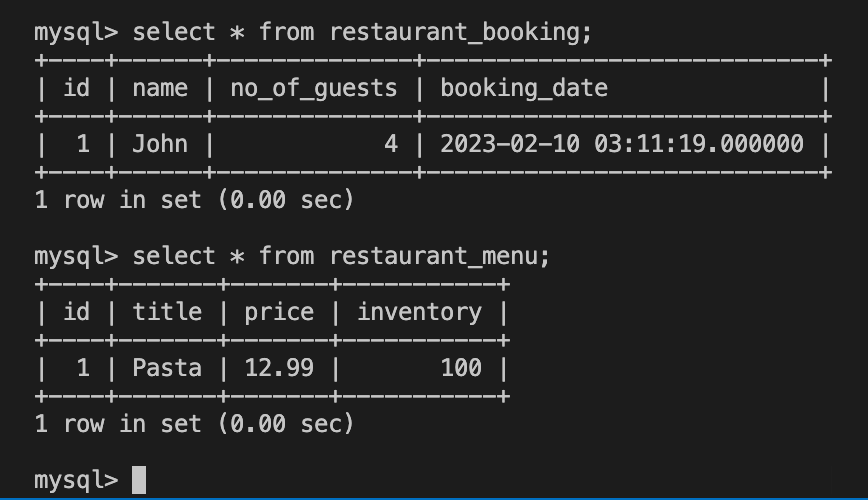 mysql> select * from restaurant_booking;
+----+------+--------------+----------------------------+
| id | name | no_of_guests | booking_date               |
+----+------+--------------+----------------------------+
|  1 | John |            4 | 2023-02-10 03:11:19.000000 |
+----+------+--------------+----------------------------+
1 row in set (0.00 sec)

mysql> select * from restaurant_menu;
+----+-------+-------+-----------+
| id | title | price | inventory |
+----+-------+-------+-----------+
|  1 | Pasta | 12.99 |       100 |
+----+-------+-------+-----------+
1 row in set (0.00 sec)

mysql>